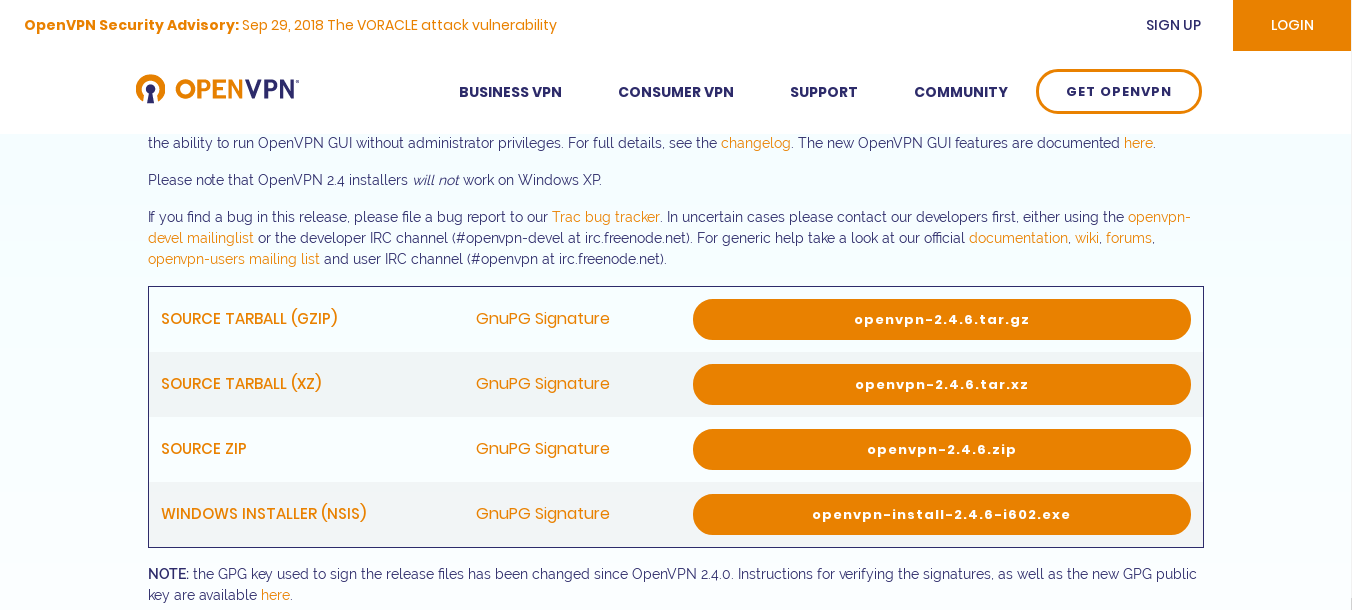 OpenVPN Security Advisory: Sep 29, 2018 The VORACLE attack vulnerability
SIGN UP
LOGIN
OPENVPN
BUSINESS VPN
CONSUMER VPN
SUPPORT
COMMUNITY
GET OPENVPN
the ability to run OpenVPN GUI without administrator privileges. For full details, see the changelog. The new OpenVPN GUI features are documented here.
Please note that OpenVPN 2.4 installers will not work on Windows XP.
If you find a bug in this release, please file a bug report to our Trac bug tracker. In uncertain cases please contact our developers first, either using the openvpn-
devel mailinglist or the developer IRC channel (#openvpn-devel at irc.freenode.net). For generic help take a look at our official documentation, wiki, forums,
openvpn-users mailing list and user IRC channel (#openvpn at irc.freenode.net).
SOURCE TARBALL (GZIP) GnuPG Signature openvpn-2.4.6.tar.gz
SOURCE TARBALL (XZ) GnuPG Signature openvpn-2.4.6.tar.xz
SOURCE ZIP GnuPG Signature openvpn-2.4.6.zip
WINDOWS INSTALLER (NSIS) GnuPG Signature openvpn-install-2.4.6-i602.exe
NOTE: the GPG key used to sign the release files has been changed since OpenVPN 2.4.0. Instructions for verifying the signatures, as well as the new GPG public
key are available here.